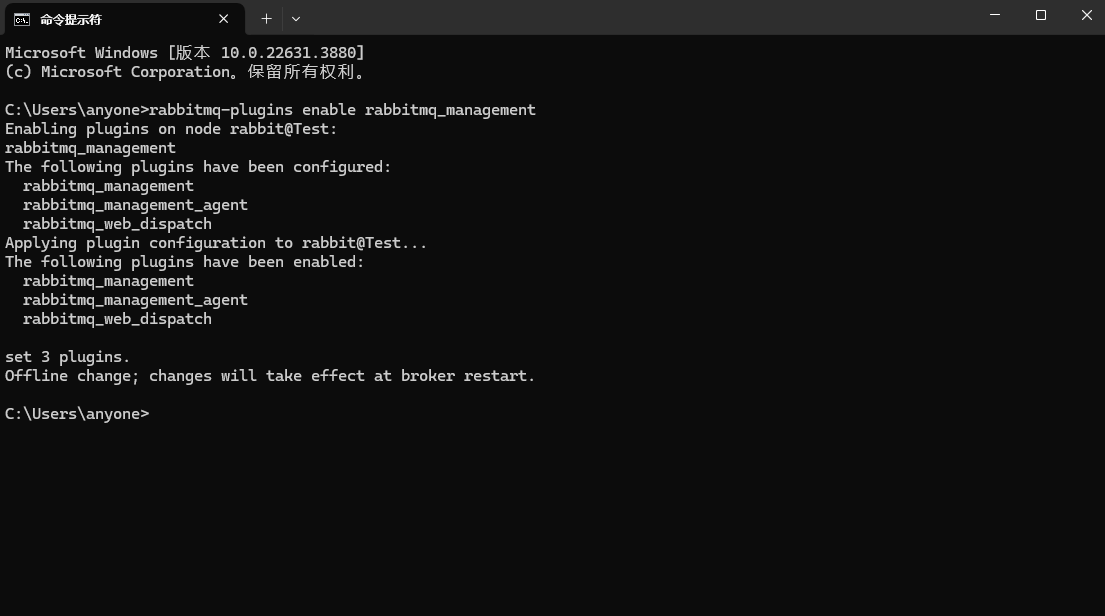 命令提示符
Microsoft Windows [版本 10.0.22631.3880]
(c) Microsoft Corporation。保留所有权利。
C:\Users\anyone>rabbitmq-plugins enable rabbitmq_management
Enabling plugins on node rabbit@Test:
rabbitmq_management
The following plugins have been configured:
  rabbitmq_management
  rabbitmq_management_agent
  rabbitmq_web_dispatch
Applying plugin configuration to rabbit@Test...
The following plugins have been enabled:
  rabbitmq_management
  rabbitmq_management_agent
  rabbitmq_web_dispatch
set 3 plugins.
Offline change; changes will take effect at broker restart.
C:\Users\anyone>